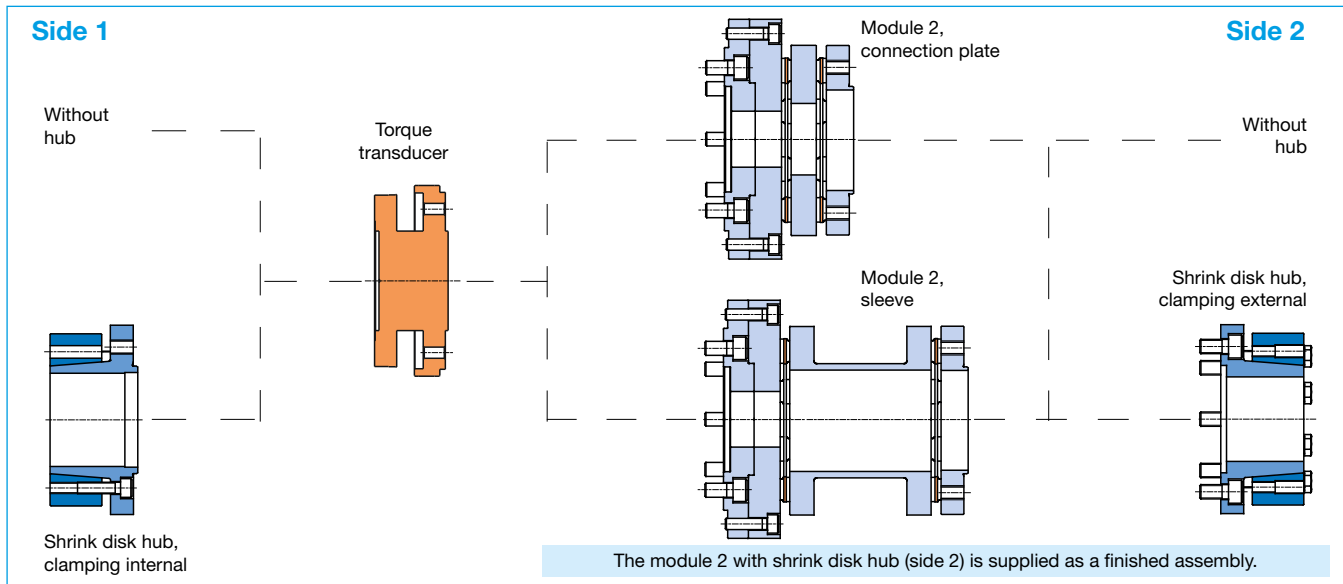 Side 1
Module 2,
connection plate
Side 2
Without
hub
Torque
transducer
Without
hub
Module 2,
sleeve
Shrink disk hub,
clamping external
Shrink disk hub,
clamping internal
The module 2 with shrink disk hub (side 2) is supplied as a finished assembly.